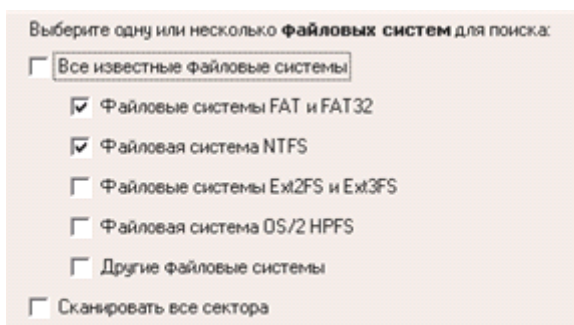 Выберите одну или несколько файловых систем для поиска:
Все известные файловые системы
Файловые системы FAT и FAT32
Файловая система NTFS
Файловые системы Ext2FS и Ext3FS
Файловая система OS/2 HPFS
Другие файловые системы
Сканировать все сектора